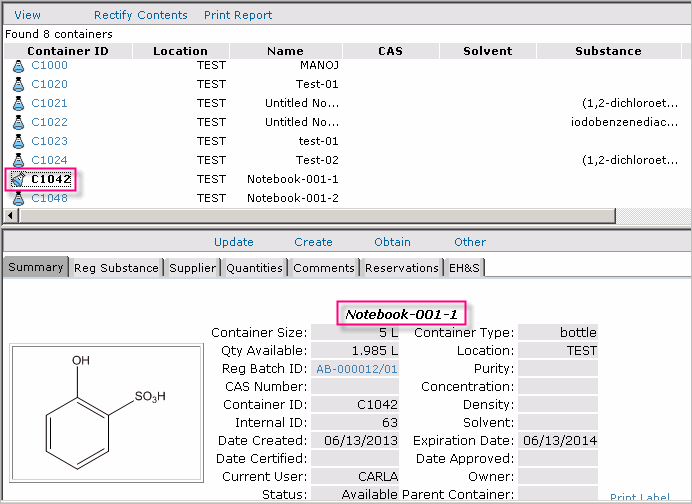 View Rectify Contents Print Report
Found 8 containers
Container ID Location Name CAS Solvent Substance
C1000 TEST MANOJ
C1020 TEST Test-01
C1021 TEST Untitled No... (1,2-dichloroet...
C1022 TEST Untitled No... iodobenzenediac...
C1023 TEST test-01
C1024 TEST Test-02 (1,2-dichloroet...
C1042 TEST Notebook-001-1
C1048 TEST Notebook-001-2
Update Create Obtain Other
Summary Reg Substance Supplier Quantities Comments Reservations EH&S
Notebook-001-1
Container Size: 5 L Container Type: bottle
Qty Available: 1.985 L Location: TEST
Reg Batch ID: AB-000012/01 Purity:
CAS Number: Concentration:
Container ID: C1042 Density:
Internal ID: 63 Solvent:
Date Created: 06/13/2013 Expiration Date: 06/13/2014
Date Certified: Date Approved:
Current User: CARLA Owner:
Status: Available Parent Container: Print Label
OH
SO3H